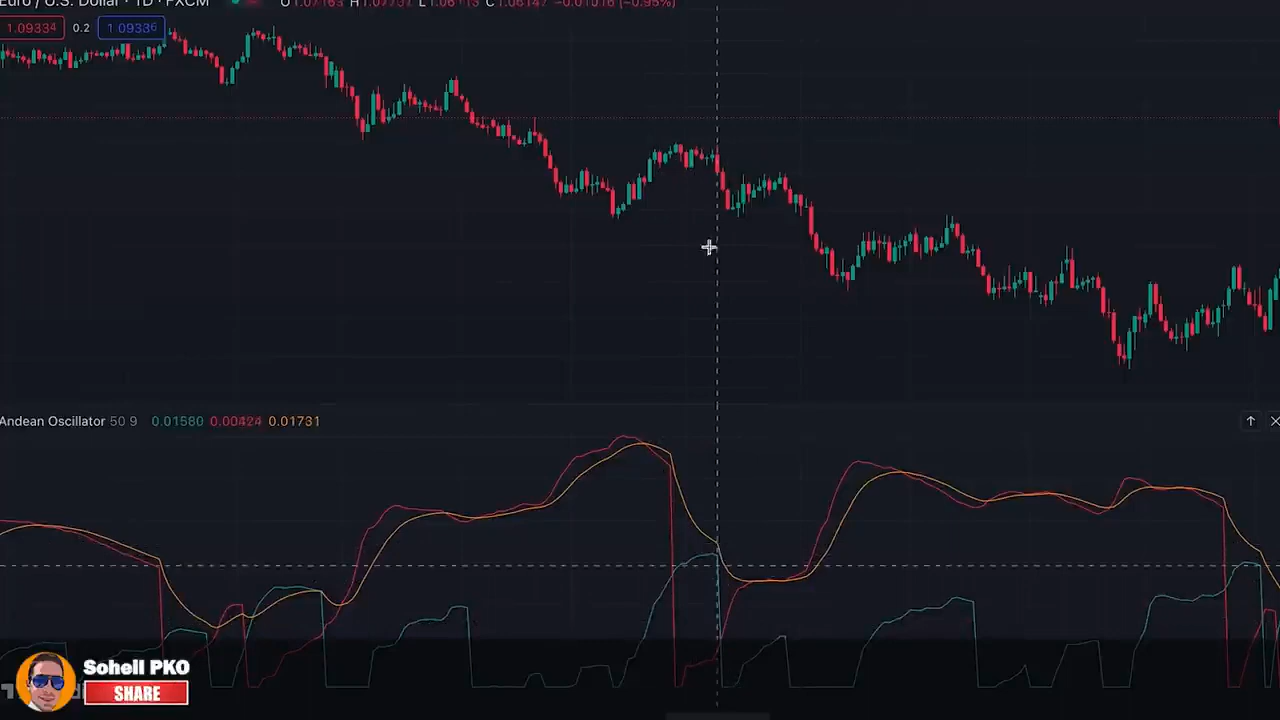 Euro / U.S. Dollar · 1D · FXCM
1.09334 0.2 1.09336
Andean Oscillator 50 9 0.01580 0.00424 0.01731
Sohell PKO
SHARE